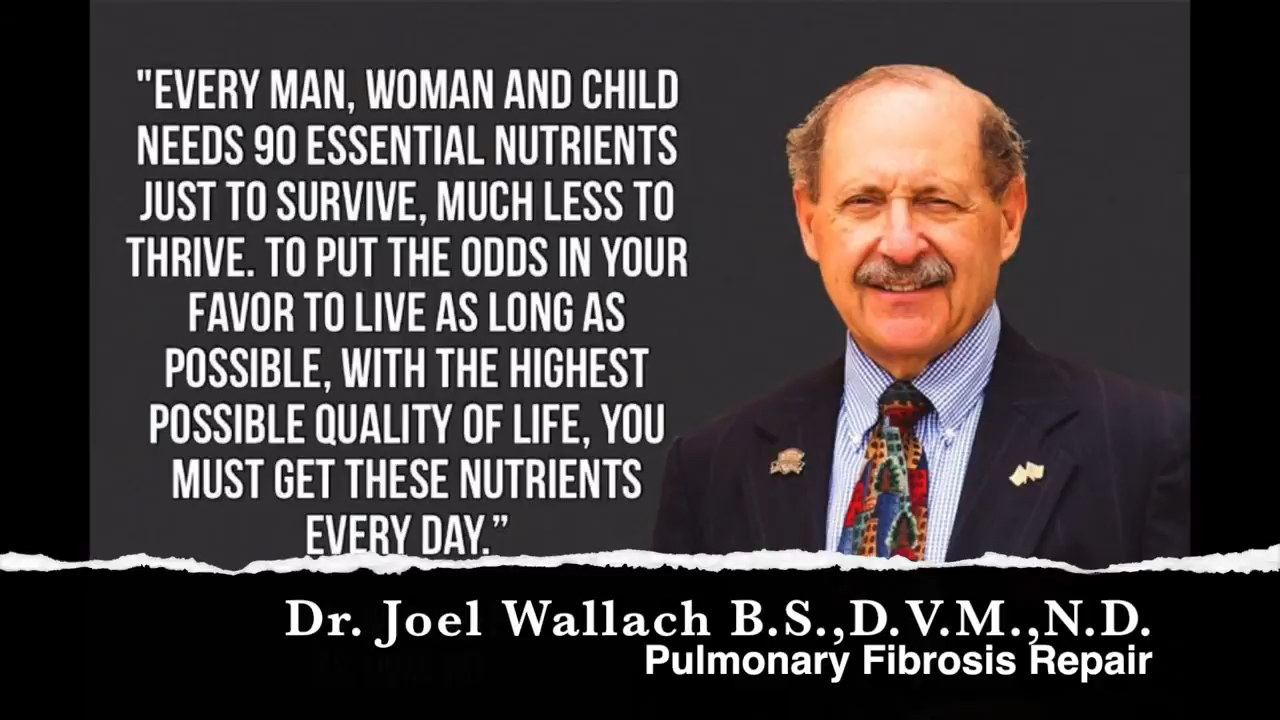 "EVERY MAN, WOMAN AND CHILD
NEEDS 90 ESSENTIAL NUTRIENTS
JUST TO SURVIVE, MUCH LESS TO
THRIVE. TO PUT THE ODDS IN YOUR
FAVOR TO LIVE AS LONG AS
POSSIBLE, WITH THE HIGHEST
POSSIBLE QUALITY OF LIFE, YOU
MUST GET THESE NUTRIENTS
EVERY DAY.”
Dr. Joel Wallach B.S.,D.V.M.,N.D.
Pulmonary Fibrosis Repair